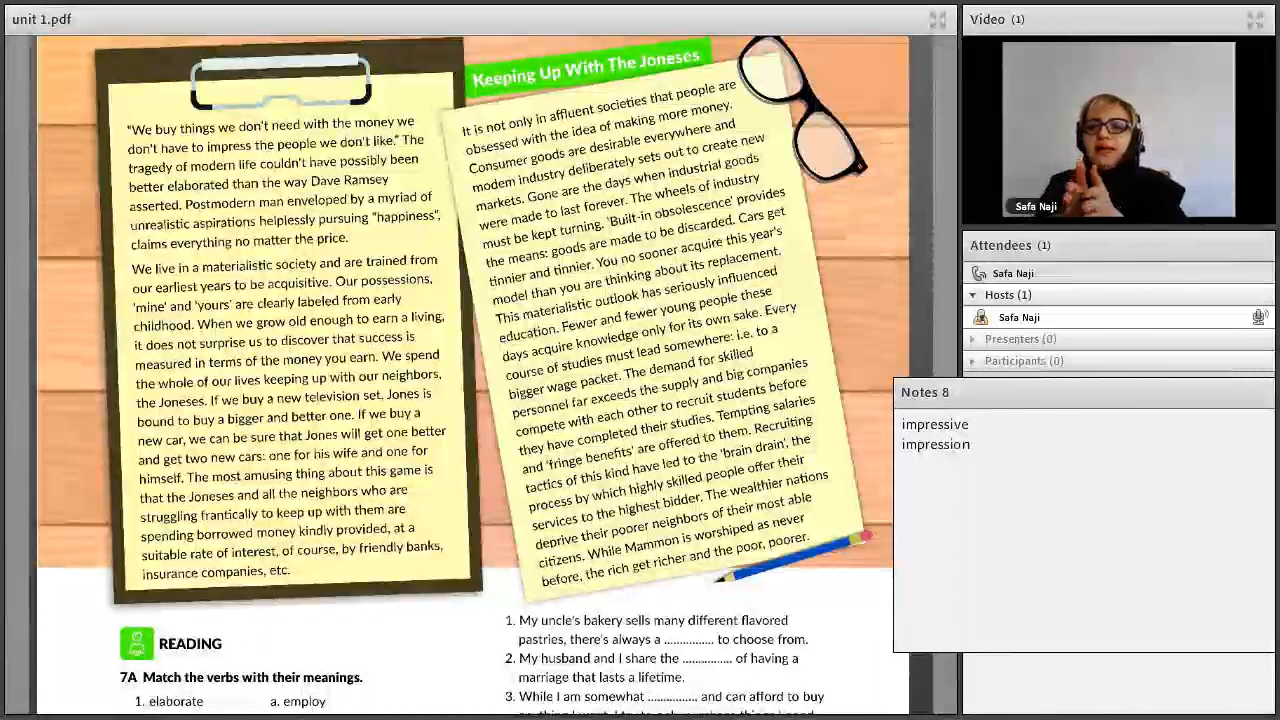 unit 1.pdf
"We buy things we don't need with the money we
don't have to impress the people we don't like." The
tragedy of modern life couldn't have possibly been
better elaborated than the way Dave Ramsey
asserted. Postmodern man enveloped by a myriad of
unrealistic aspirations helplessly pursuing "happiness",
claims everything no matter the price.
We live in a materialistic society and are trained from
our earliest years to be acquisitive. Our possessions,
'mine' and 'yours' are clearly labeled from early
childhood. When we grow old enough to earn a living,
it does not surprise us to discover that success is
measured in terms of the money you earn. We spend
the whole of our lives keeping up with our neighbors,
the Joneses. If we buy a new television set, Jones is
bound to buy a bigger and better one. If we buy a
new car, we can be sure that Jones will get one better
and get two new cars: one for his wife and one for
himself. The most amusing thing about this game is
that the Joneses and all the neighbors who are
struggling frantically to keep up with them are
spending borrowed money kindly provided, at a
suitable rate of interest, of course, by friendly banks,
insurance companies, etc.
Keeping Up With The Joneses
It is not only in affluent societies that people are
obsessed with the idea of making more money.
Consumer goods are desirable everywhere and
modem industry deliberately sets out to create new
markets. Gone are the days when industrial goods
were made to last forever. The wheels of industry
must be kept turning. 'Built-in obsolescence' provides
the means: goods are made to be discarded. Cars get
tinnier and tinnier. You no sooner acquire this year's
model than you are thinking about its replacement.
This materialistic outlook has seriously influenced
education. Fewer and fewer young people these
days acquire knowledge only for its own sake. Every
course of studies must lead somewhere: i.e. to a
bigger wage packet. The demand for skilled
personnel far exceeds the supply and big companies
compete with each other to recruit students before
they have completed their studies. Tempting salaries
and 'fringe benefits' are offered to them. Recruiting
tactics of this kind have led to the 'brain drain', the
process by which highly skilled people offer their
services to the highest bidder. The wealthier nations
deprive their poorer neighbors of their most able
citizens. While Mammon is worshiped as never
before, the rich get richer and the poor, poorer.
READING
7A Match the verbs with their meanings.
1. elaborate a. employ
1. My uncle's bakery sells many different flavored
pastries, there's always a ................ to choose from.
2. My husband and I share the ................ of having a
marriage that lasts a lifetime.
3. While I am somewhat ................ and can afford to buy
Video (1)
Safa Naji
Attendees (1)
Safa Naji
Hosts (1)
Safa Naji
Presenters (0)
Participants (0)
Notes 8
impressive
impression